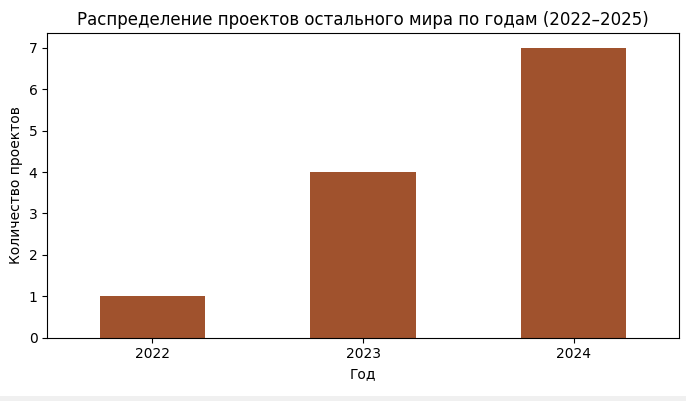 Распределение проектов остального мира по годам (2022–2025)
Количество проектов
7
6
5
4
3
2
1
0
2022 2023 2024
Год